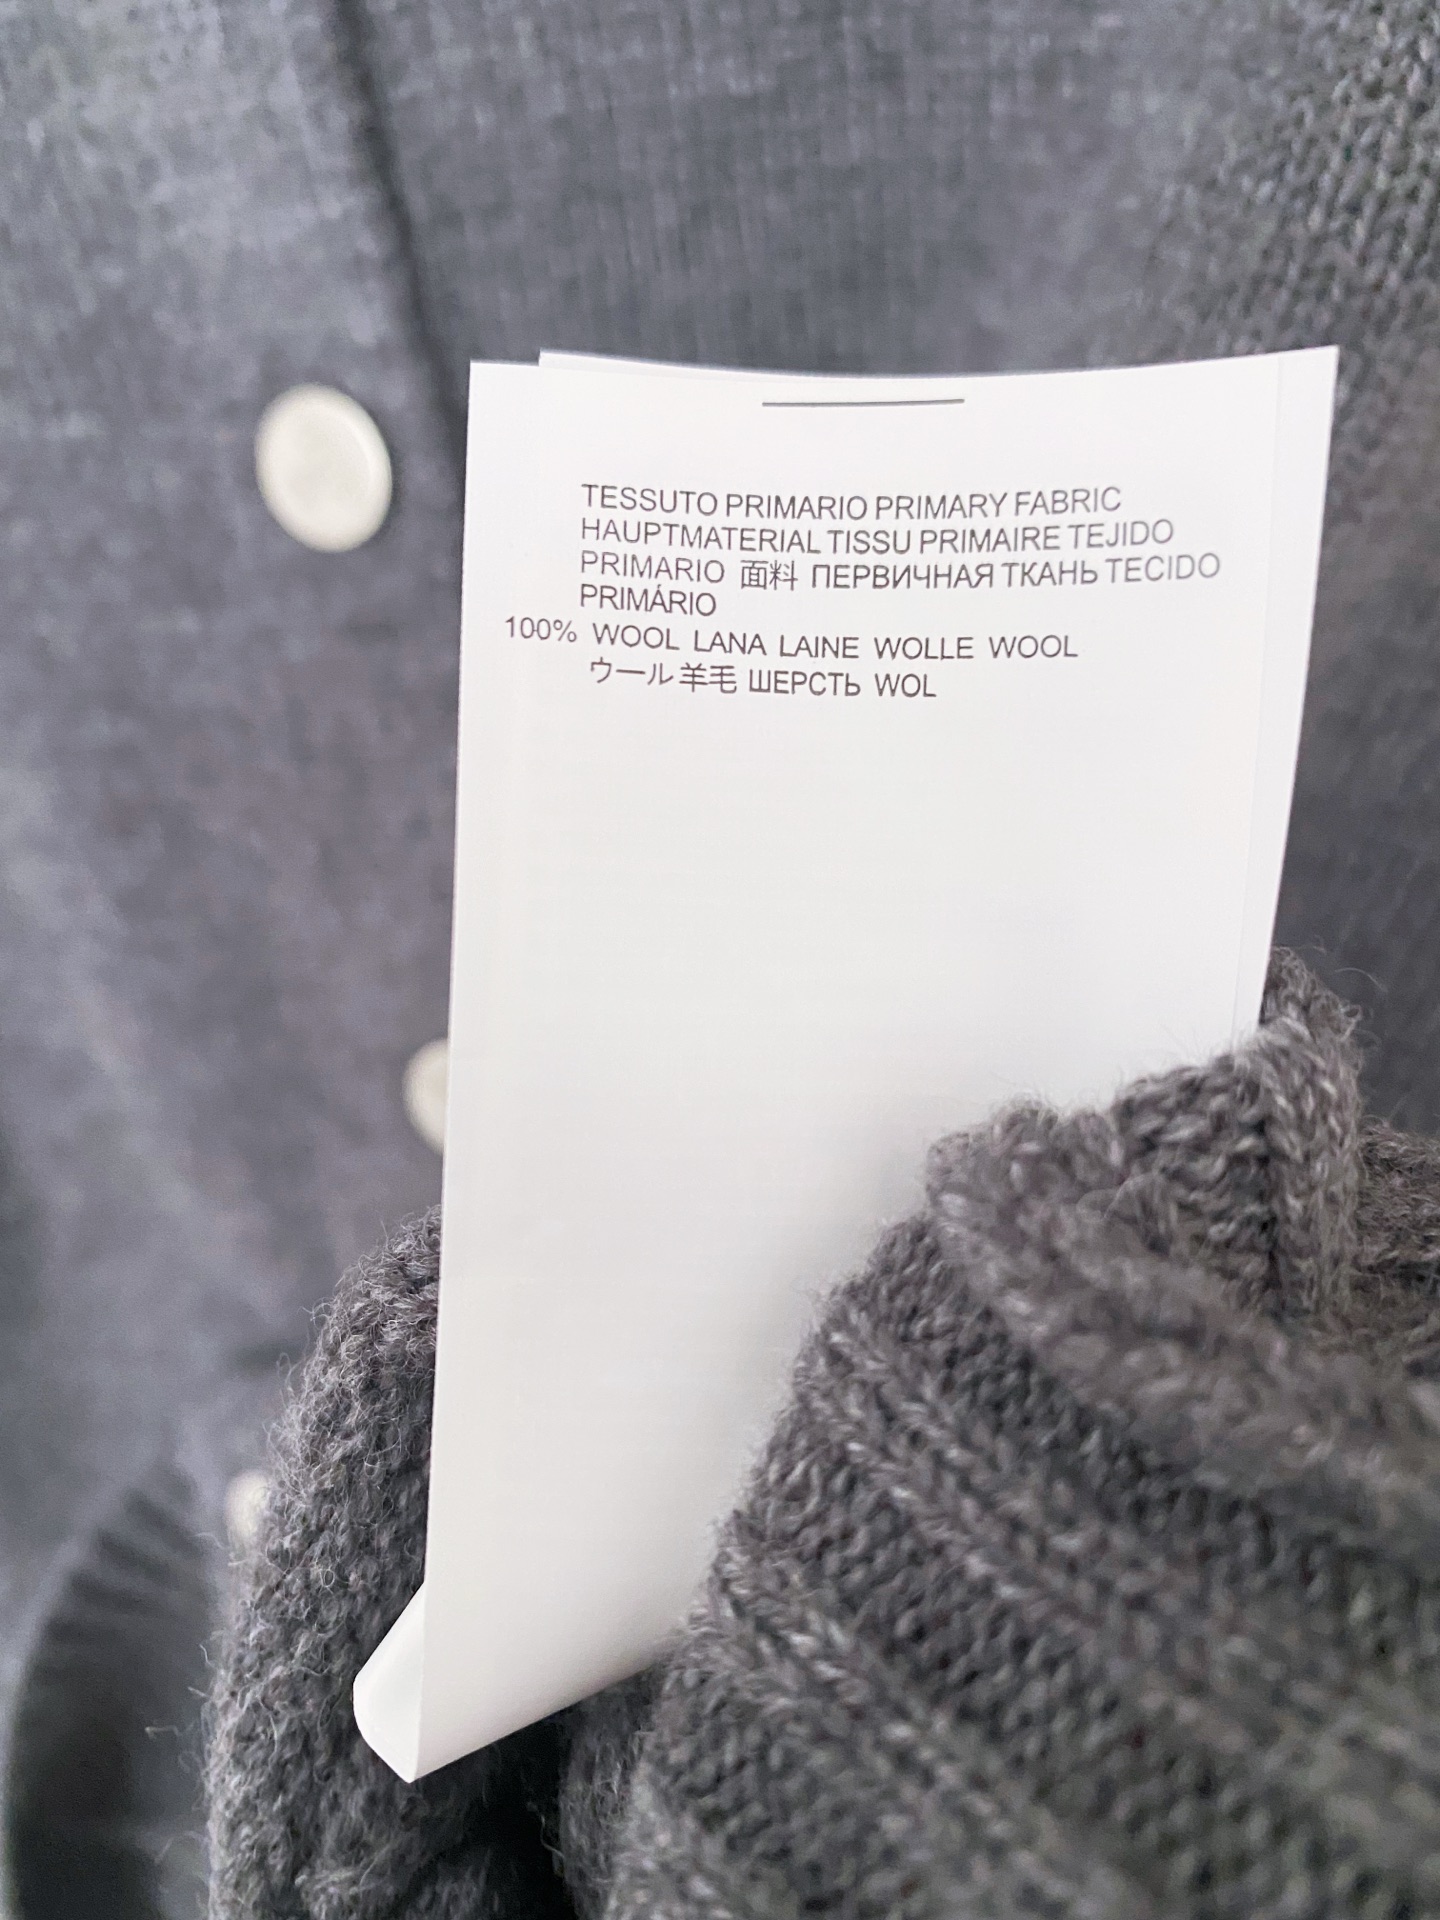 TESSUTO PRIMARIO PRIMARY FABRIC
HAUPTMATERIAL TISSU PRIMAIRE TEJIDO
PRIMARIO 面料 ПЕРВИЧНАЯ ТКАНЬ TECIDO
PRIMÁRIO
100% WOOL LANA LAINE WOLLE WOOL
ウール 羊毛 ШЕРСТЬ WOL